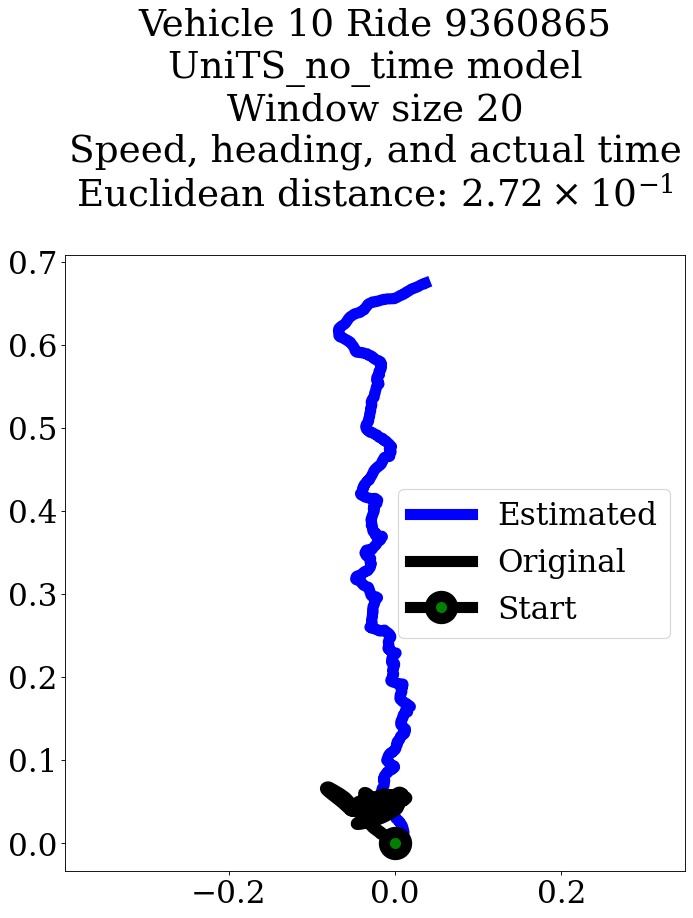 Vehicle 10 Ride 9360865
UniTS_no_time model
Window size 20
Speed, heading, and actual time
Euclidean distance: 2.72 × 10⁻¹
0.7
0.6
0.5
0.4
0.3
0.2
0.1
0.0
Estimated
Original
Start
−0.2
0.0
0.2